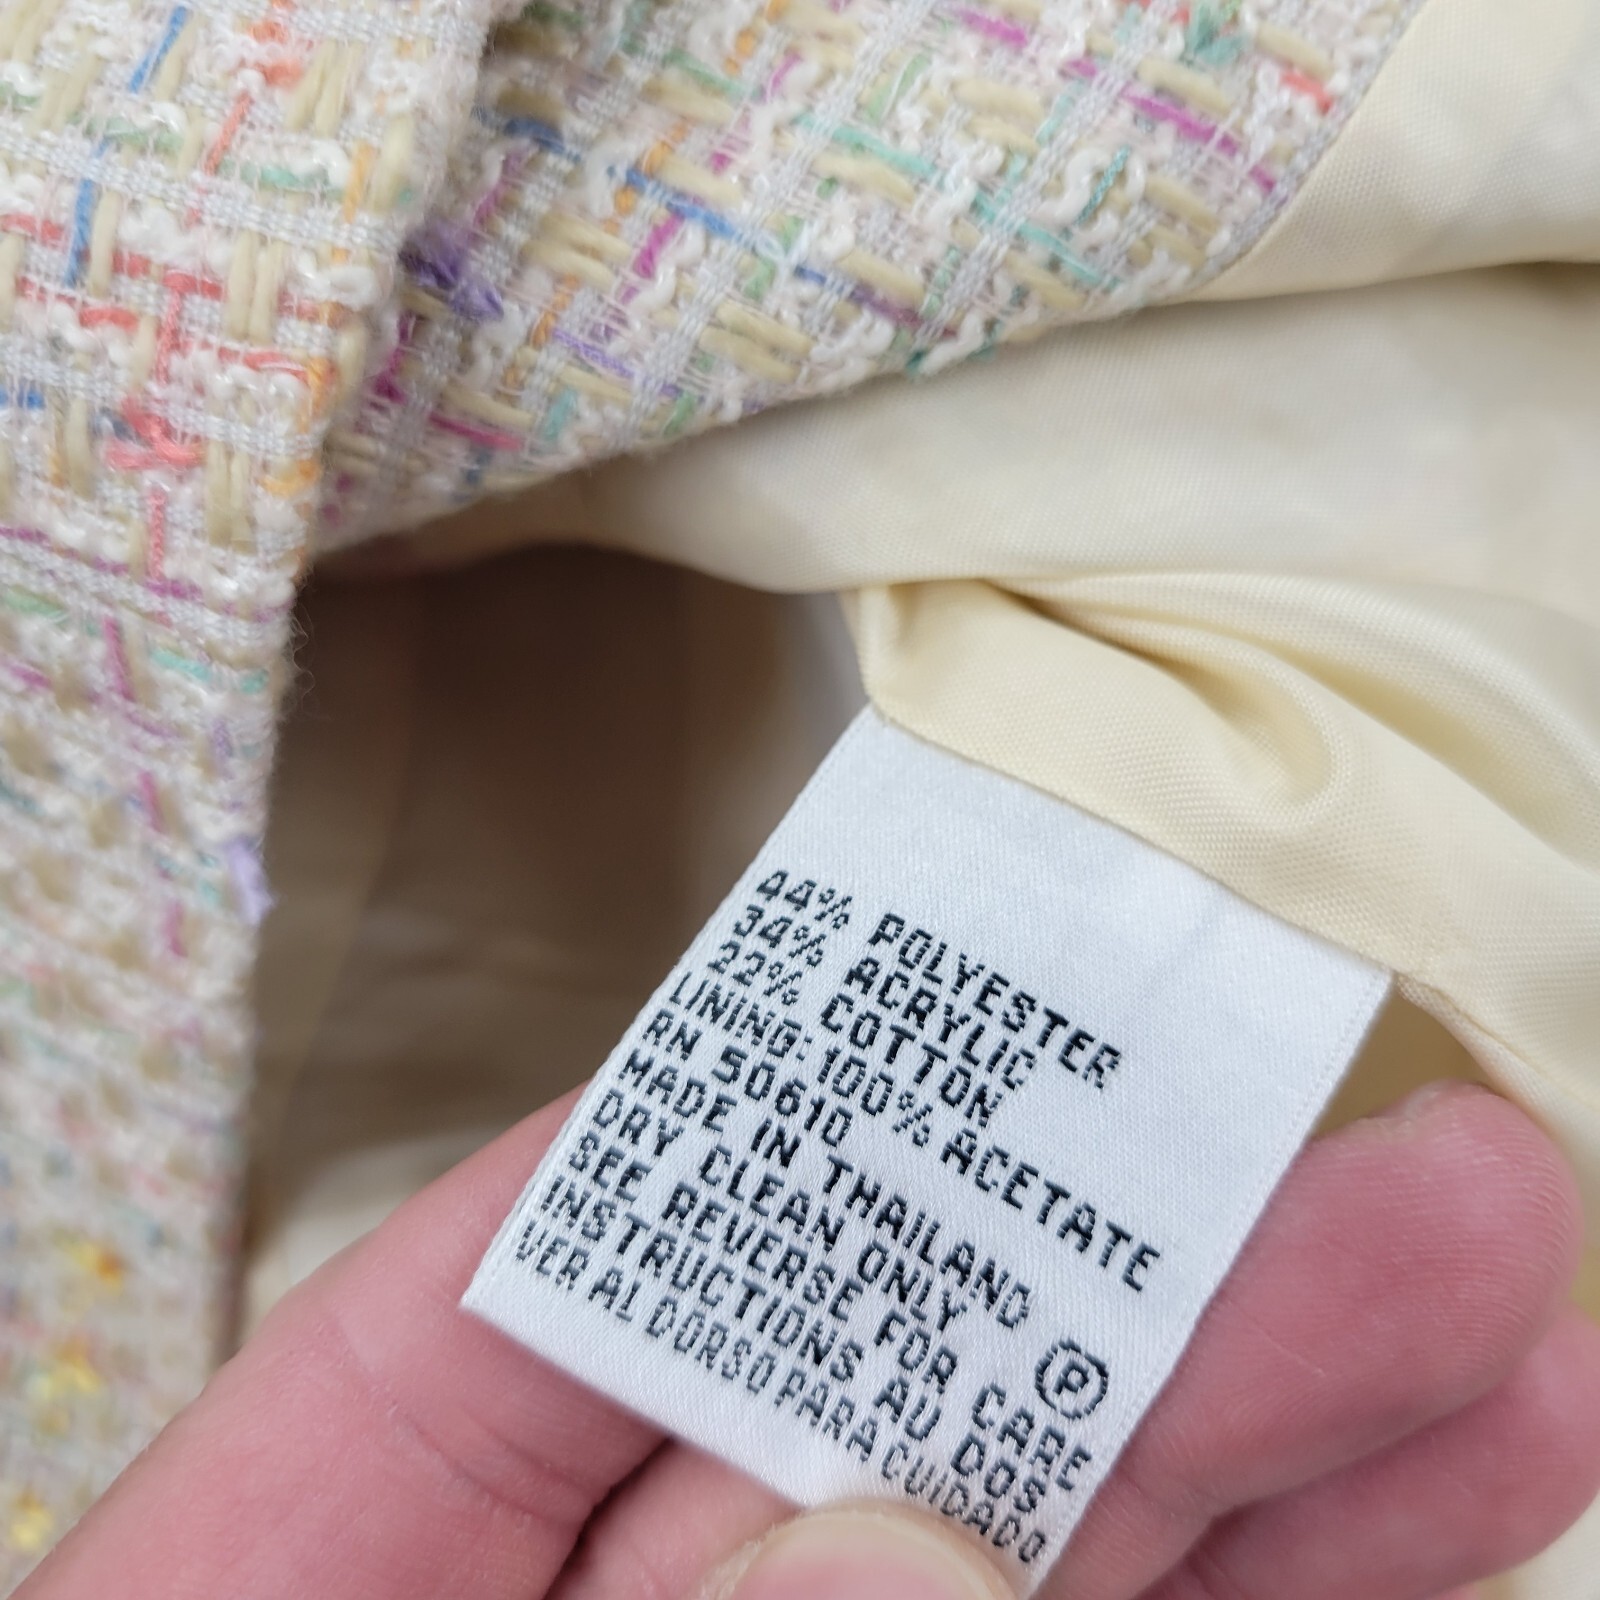 44% POLYESTER
34% ACRYLIC
22% COTTON
LINING: 100% ACETATE
RN 50610
MADE IN THAILAND
DRY CLEAN ONLY P
SEE REVERSE FOR CARE
INSTRUCTIONS AU DOS
VER AL DORSO PARA CUIDADO